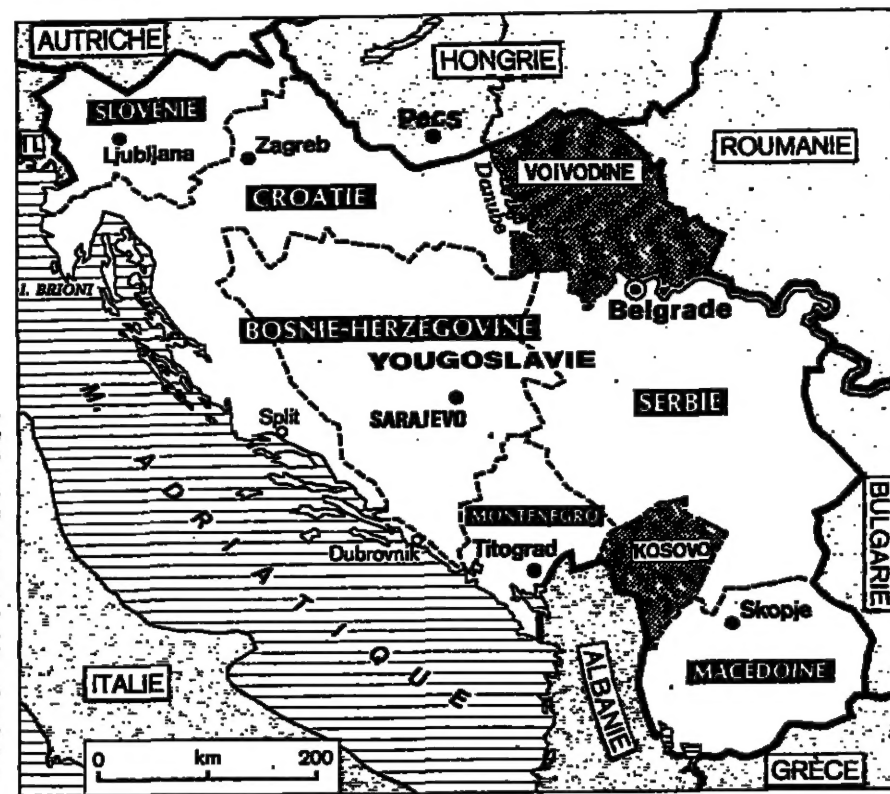 AUTRICHE
HONGRIE
SLOVÉNIE
Pecs
Ljubljana
Zagreb
ROUMANIE
VOIVODINE
Danube
CROATIE
I. BRIONI
Belgrade
BOSNIE-HERZÉGOVINE
YOUGOSLAVIE
SARAJEVO
SERBIE
Split
M. ADRIATIQUE
MONTENEGRO
BULGARIE
Dubrovnik
Titograd
KOSOVO
Skopje
ITALIE
ALBANIE
MACÉDOINE
0 km 200
GRÈCE